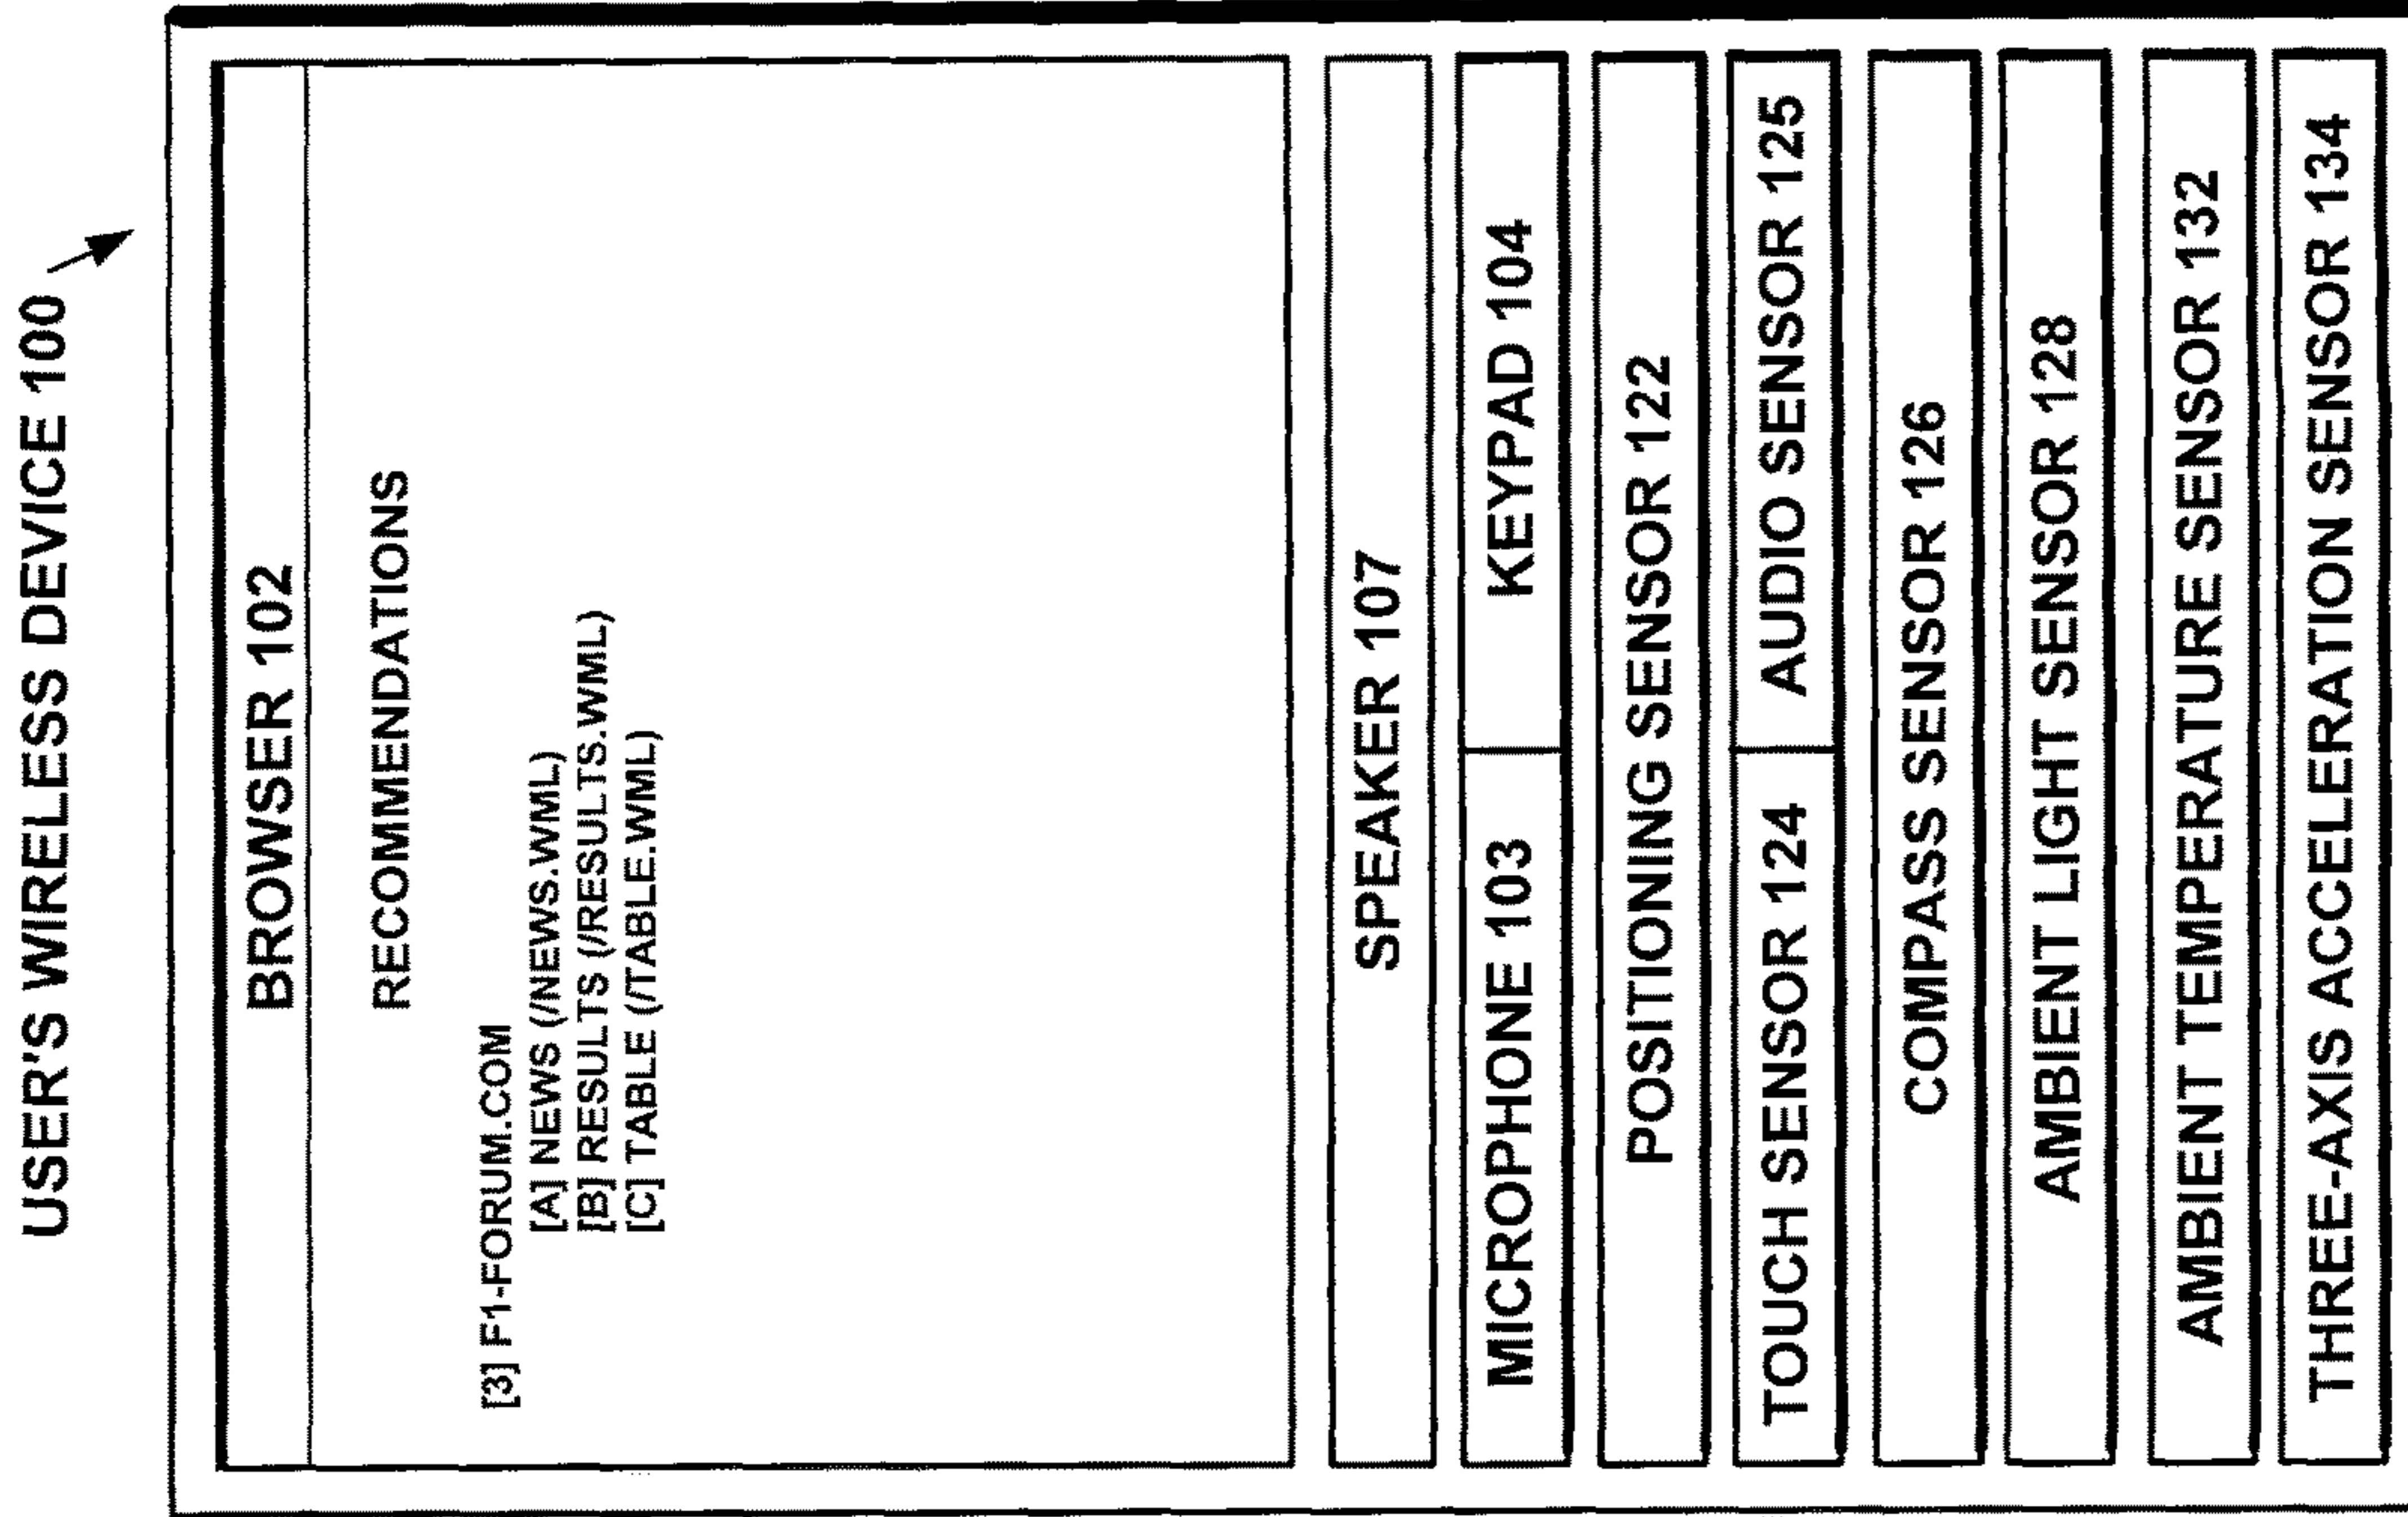 USER'S WIRELESS DEVICE 100
BROWSER 102
RECOMMENDATIONS
[3] F1-FORUM.COM
[A] NEWS (/NEWS.WML)
[B] RESULTS (/RESULTS.WML)
[C] TABLE (/TABLE.WML)
SPEAKER 107
MICROPHONE 103
KEYPAD 104
POSITIONING SENSOR 122
TOUCH SENSOR 124
AUDIO SENSOR 125
COMPASS SENSOR 126
AMBIENT LIGHT SENSOR 128
AMBIENT TEMPERATURE SENSOR 132
THREE-AXIS ACCELERATION SENSOR 134